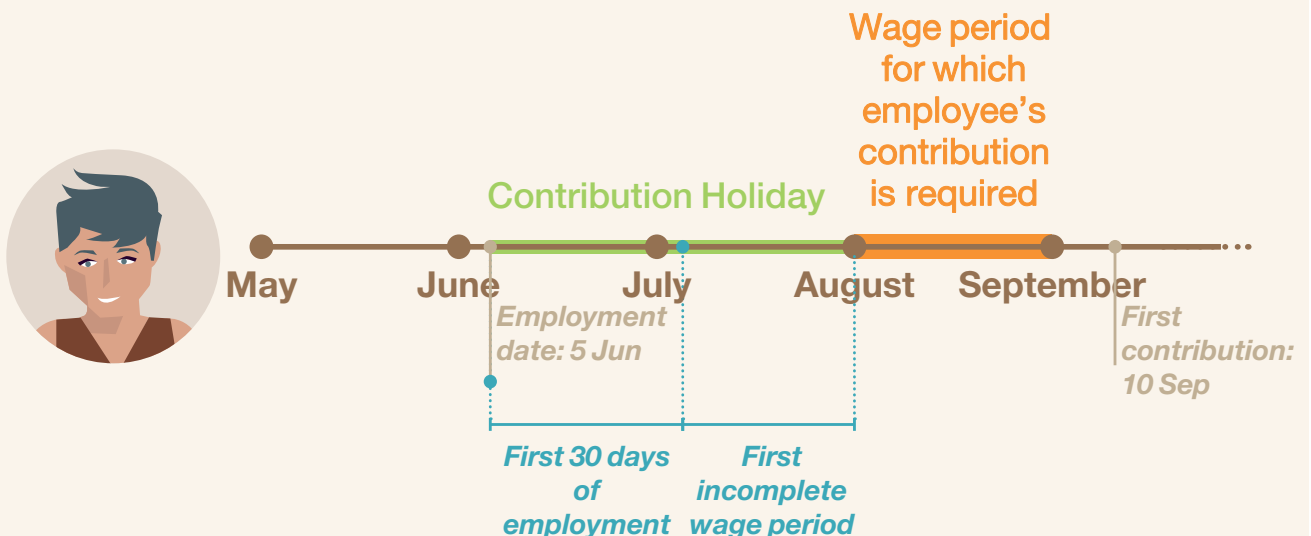 Wage period
for which
employee's
contribution
is required
Contribution Holiday
May
June
July
August
September
Employment
date: 5 Jun
First
contribution:
10 Sep
First 30 days
of
employment
First
incomplete
wage period